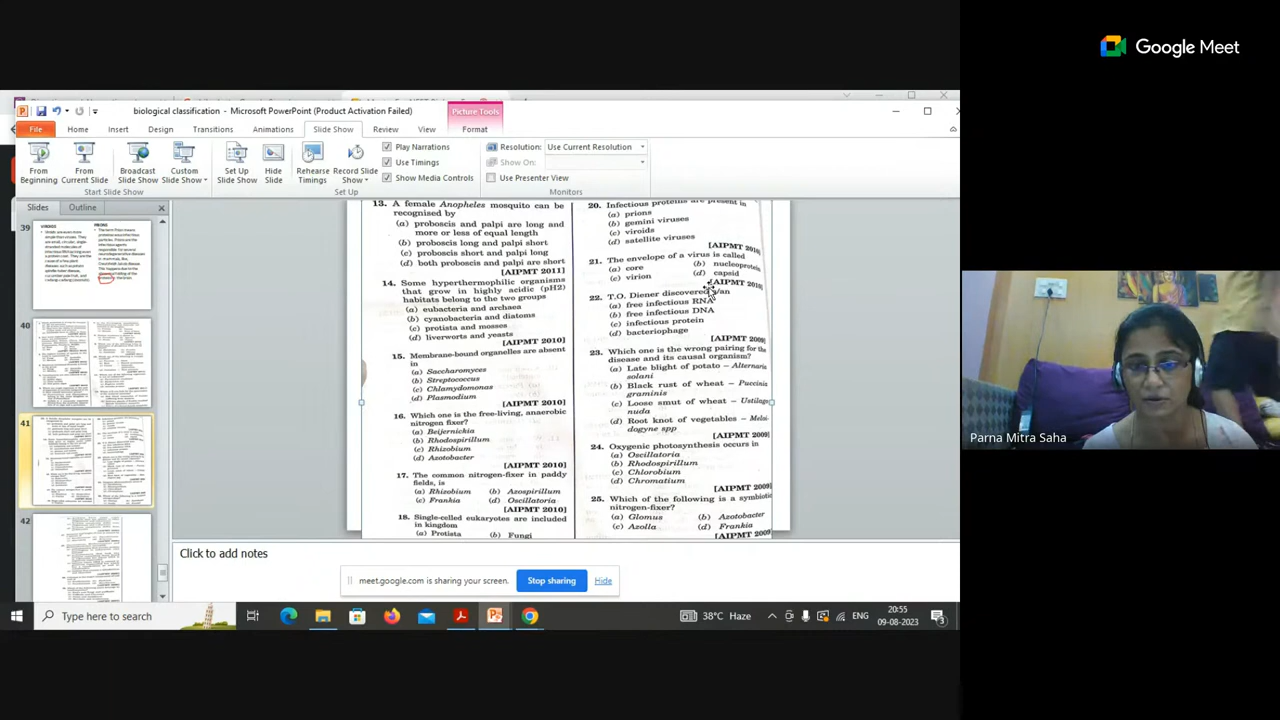 Google Meet
biological classification - Microsoft PowerPoint (Product Activation Failed)
Picture Tools
File
Home
Insert
Design
Transitions
Animations
Slide Show
Review
View
Format
From Beginning
From Current Slide
Broadcast Slide Show
Custom Slide Show
Set Up Slide Show
Hide Slide
Rehearse Timings
Record Slide Show
Play Narrations
Use Timings
Show Media Controls
Resolution:
Use Current Resolution
Show On:
Use Presenter View
Start Slide Show
Set Up
Monitors
Slides
Outline
39
VIROIDS
40
41
42
13. A female Anopheles mosquito can be
recognised by
(a) proboscis and palpi are long and
more or less of equal length
(b) proboscis long and palpi short
(c) proboscis short and palpi long
(d) both proboscis and palpi are short
[AIPMT 2011]
14. Some hyperthermophilic organisms
that grow in highly acidic (pH2)
habitats belong to the two groups
(a) eubacteria and archaea
(b) cyanobacteria and diatoms
(c) protista and mosses
(d) liverworts and yeasts
[AIPMT 2010]
15. Membrane-bound organelles are absent
in
(a) Saccharomyces
(b) Streptococcus
(c) Chlamydomonas
(d) Plasmodium
[AIPMT 2010]
16. Which one is the free-living, anaerobic
nitrogen fixer?
(a) Beijernichia
(b) Rhodospirillum
(c) Rhizobium
(d) Azotobacter
[AIPMT 2010]
17. The common nitrogen-fixer in paddy
fields, is
(a) Rhizobium (b) Azospirillum
(c) Frankia (d) Oscillatoria
[AIPMT 2010]
18. Single-celled eukaryotes are included
in kingdom
(a) Protista (b) Fungi
20. Infectious proteins are present in
(a) prions
(b) gemini viruses
(c) viroids
(d) satellite viruses
[AIPMT
21. The envelope of a virus is called
(a) core (b) nucleoprotein
(c) virion (d) capsid
[AIPMT
22. T.O. Diener discovered a/an
(a) free infectious RNA
(b) free infectious DNA
(c) infectious protein
(d) bacteriophage
[AIPMT 2009]
23. Which one is the wrong pairing for the
disease and its causal organism?
(a) Late blight of potato – Alternaria
solani
(b) Black rust of wheat – Puccinia
graminis
(c) Loose smut of wheat – Ustilago
nuda
(d) Root knot of vegetables – Meloi-
dogyne spp
[AIPMT 2009]
24. Oxygenic photosynthesis occurs in
(a) Oscillatoria
(b) Rhodospirillum
(c) Chlorobium
(d) Chromatium
[AIPMT 2009]
25. Which of the following is a symbiotic
nitrogen-fixer?
(a) Glomus (b) Azotobacter
(c) Azolla (d) Frankia
[AIPMT 2009]
Click to add notes
meet.google.com is sharing your screen.
Stop sharing
Hide
Type here to search
38°C Haze
ENG
20:55
09-08-2023
3
Parna Mitra Saha